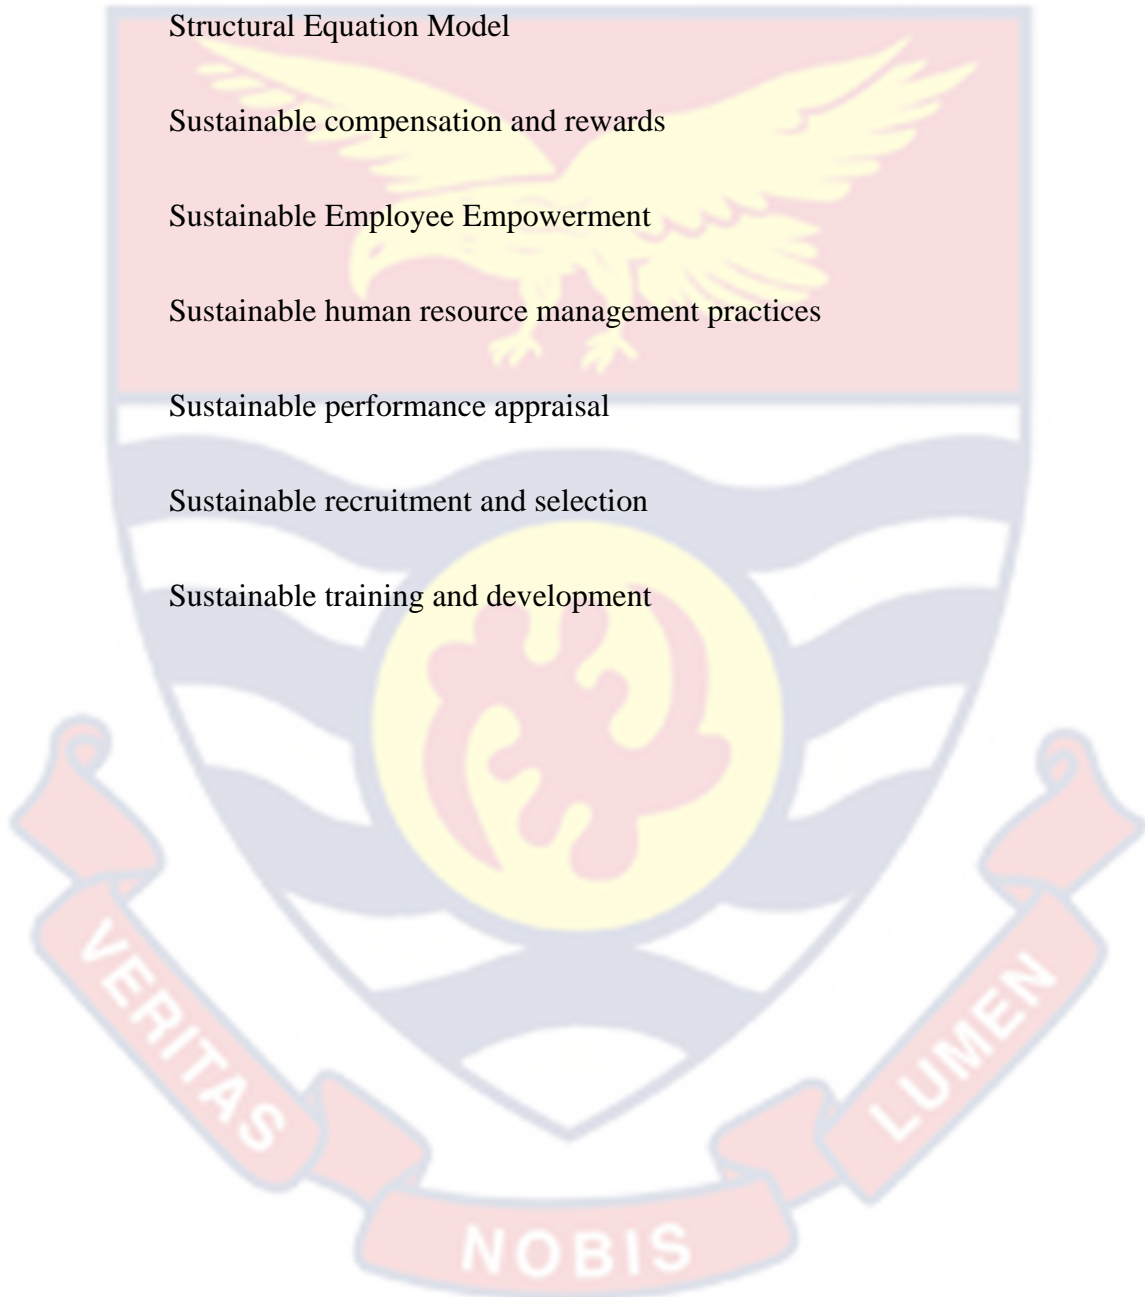 Structural Equation Model
Sustainable compensation and rewards
Sustainable Employee Empowerment
Sustainable human resource management practices
Sustainable performance appraisal
Sustainable recruitment and selection
Sustainable training and development
VERITAS
NOBIS
LUMEN